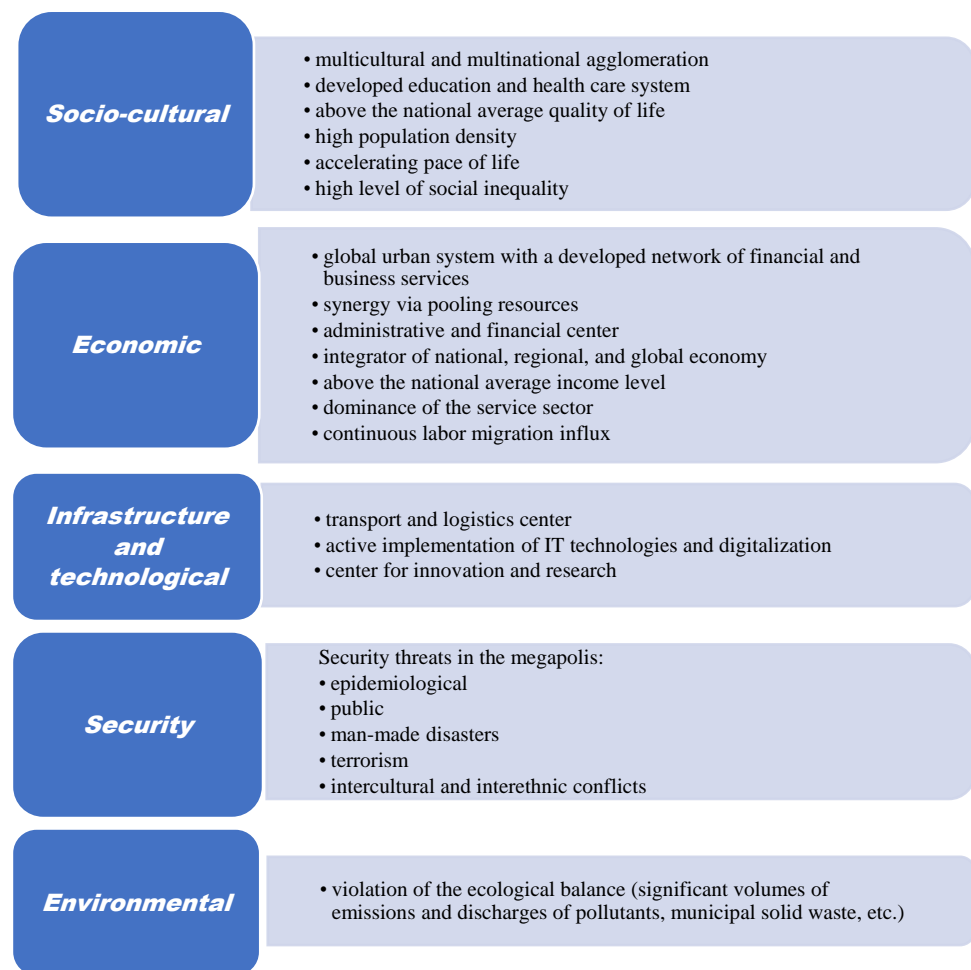 Socio-cultural
• multicultural and multinational agglomeration
• developed education and health care system
• above the national average quality of life
• high population density
• accelerating pace of life
• high level of social inequality
Economic
• global urban system with a developed network of financial and
business services
• synergy via pooling resources
• administrative and financial center
• integrator of national, regional, and global economy
• above the national average income level
• dominance of the service sector
• continuous labor migration influx
Infrastructure
and
technological
• transport and logistics center
• active implementation of IT technologies and digitalization
• center for innovation and research
Security
Security threats in the megapolis:
• epidemiological
• public
• man-made disasters
• terrorism
• intercultural and interethnic conflicts
Environmental
• violation of the ecological balance (significant volumes of
emissions and discharges of pollutants, municipal solid waste, etc.)